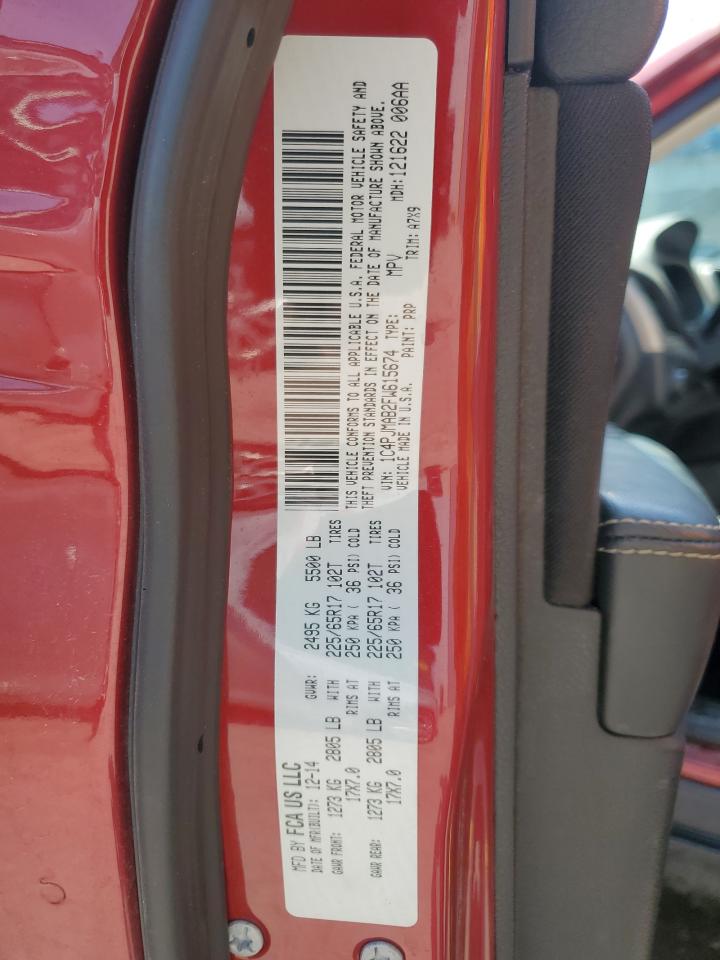 MFD BY FCA US LLC
DATE OF MFR(BUILT): 12-14 GVWR: 2495 KG 5500 LB
GAWR FRONT: 1273 KG 2805 LB WITH 225/65R17 102T TIRES
17X7.0 RIMS AT 250 KPA ( 36 PSI) COLD
GAWR REAR: 1273 KG 2805 LB WITH 225/65R17 102T TIRES
17X7.0 RIMS AT 250 KPA ( 36 PSI) COLD
THIS VEHICLE CONFORMS TO ALL APPLICABLE U.S.A. FEDERAL MOTOR VEHICLE SAFETY AND
THEFT PREVENTION STANDARDS IN EFFECT ON THE DATE OF MANUFACTURE SHOWN ABOVE.
VIN: 1C4PJMAB2FW615674 TYPE: MPV MDH:121622 006AA
VEHICLE MADE IN U.S.A. PAINT: PRP TRIM: A7X9